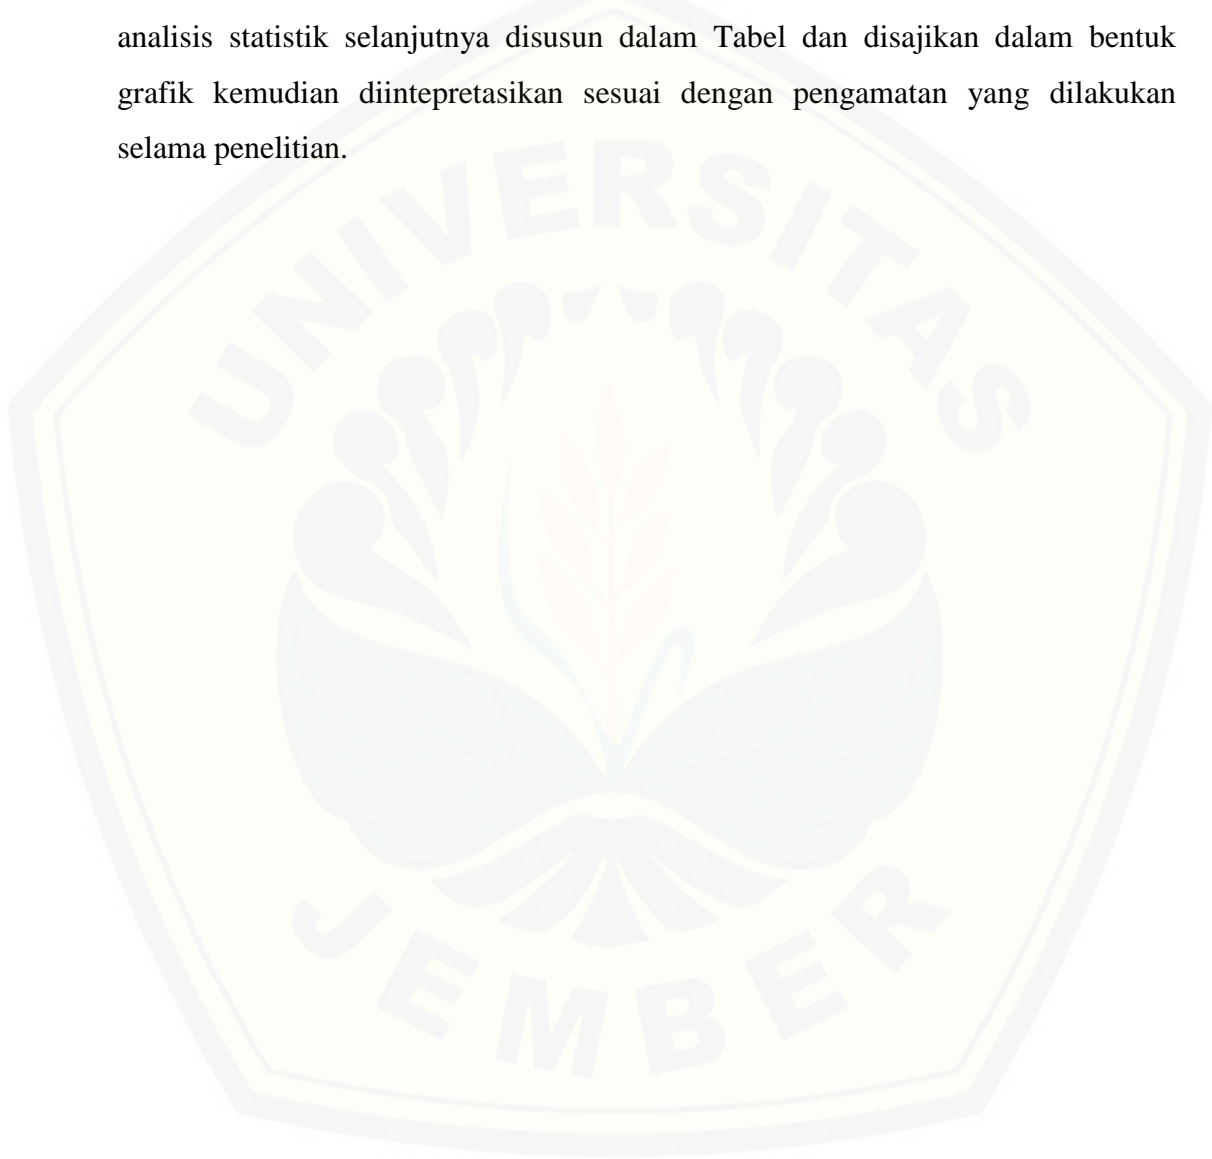 analisis statistik selanjutnya disusun dalam Tabel dan disajikan dalam bentuk
grafik kemudian diintepretasikan sesuai dengan pengamatan yang dilakukan
selama penelitian.
UNIVERSITAS
JEMBER